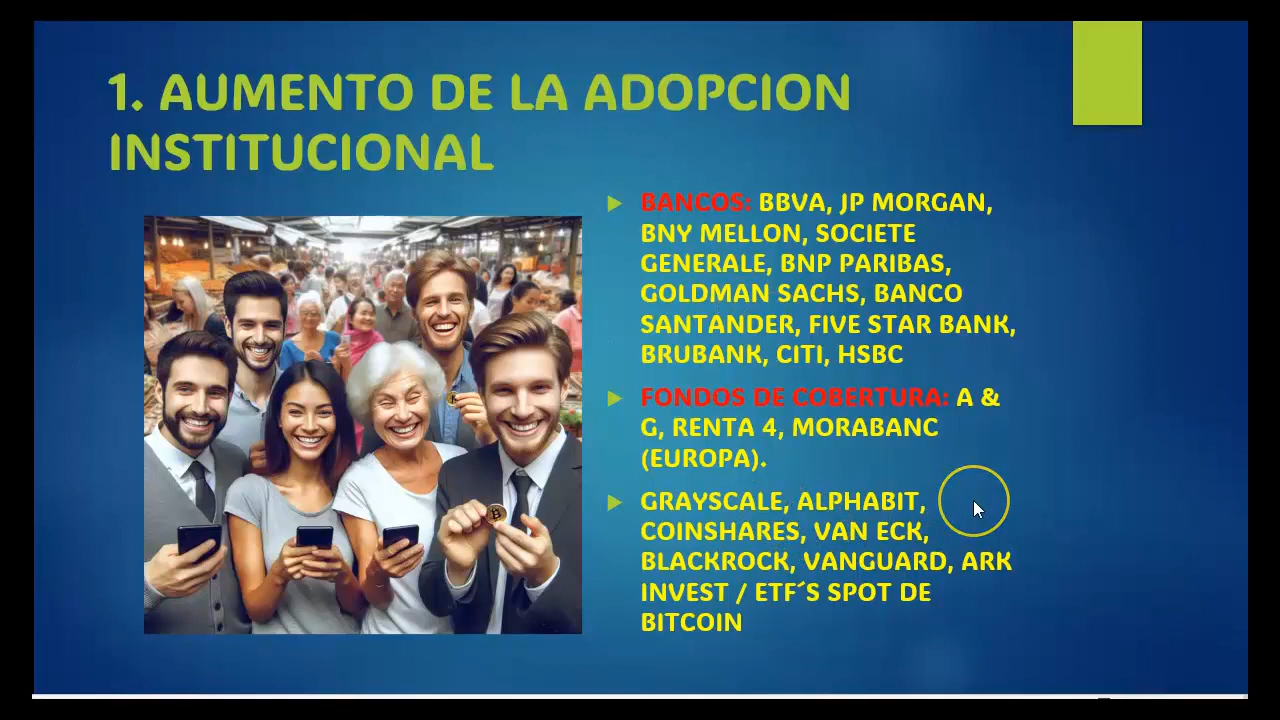 1. AUMENTO DE LA ADOPCION
INSTITUCIONAL
BANCOS: BBVA, JP MORGAN,
BNY MELLON, SOCIETE
GENERALE, BNP PARIBAS,
GOLDMAN SACHS, BANCO
SANTANDER, FIVE STAR BANK,
BRUBANK, CITI, HSBC
FONDOS DE COBERTURA: A &
G, RENTA 4, MORABANC
(EUROPA).
GRAYSCALE, ALPHABIT,
COINSHARES, VAN ECK,
BLACKROCK, VANGUARD, ARK
INVEST / ETF´S SPOT DE
BITCOIN